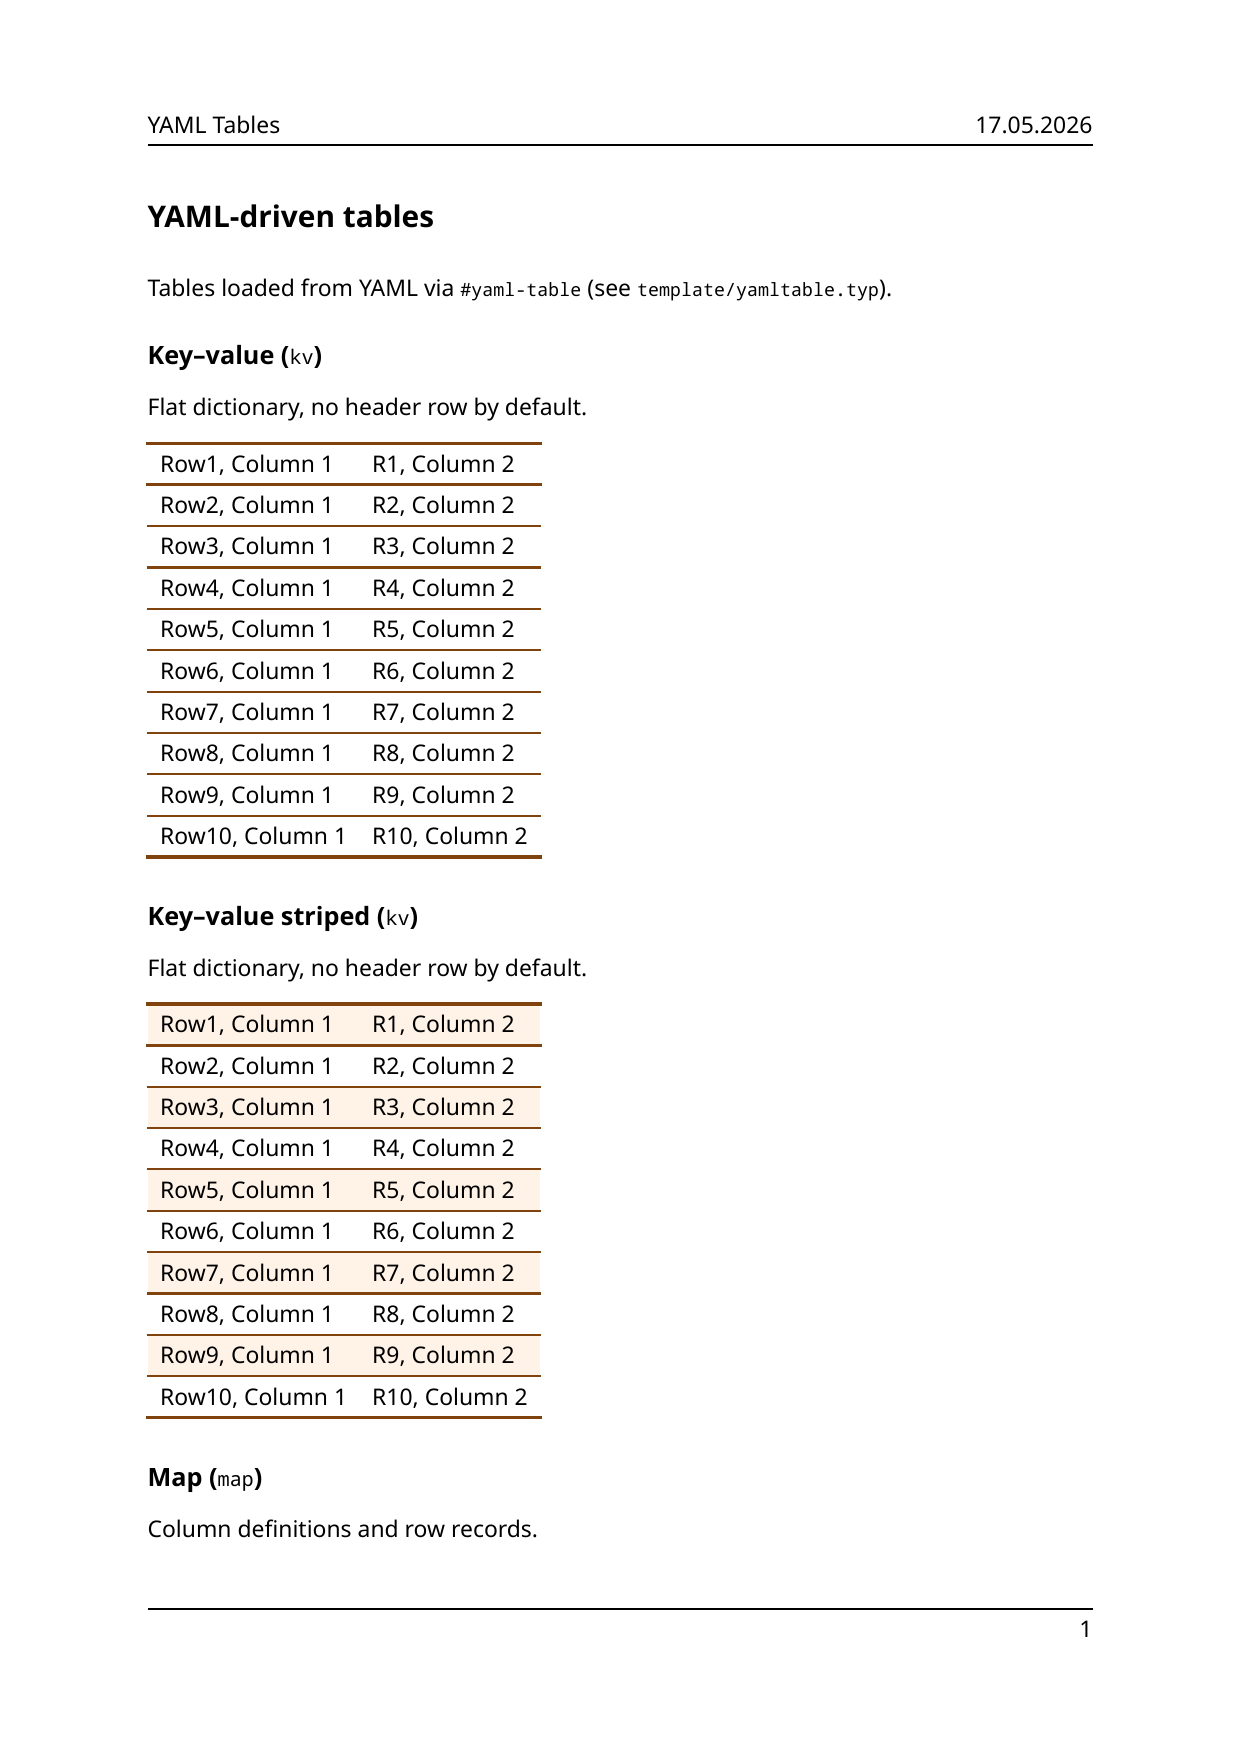 YAML Tables 17.05.2026
YAML-driven tables
Tables loaded from YAML via #yaml-table (see template/yamltable.typ).
Key–value (kv)
Flat dictionary, no header row by default.
Row1, Column 1 R1, Column 2
Row2, Column 1 R2, Column 2
Row3, Column 1 R3, Column 2
Row4, Column 1 R4, Column 2
Row5, Column 1 R5, Column 2
Row6, Column 1 R6, Column 2
Row7, Column 1 R7, Column 2
Row8, Column 1 R8, Column 2
Row9, Column 1 R9, Column 2
Row10, Column 1 R10, Column 2
Key–value striped (kv)
Flat dictionary, no header row by default.
Row1, Column 1 R1, Column 2
Row2, Column 1 R2, Column 2
Row3, Column 1 R3, Column 2
Row4, Column 1 R4, Column 2
Row5, Column 1 R5, Column 2
Row6, Column 1 R6, Column 2
Row7, Column 1 R7, Column 2
Row8, Column 1 R8, Column 2
Row9, Column 1 R9, Column 2
Row10, Column 1 R10, Column 2
Map (map)
Column definitions and row records.
1